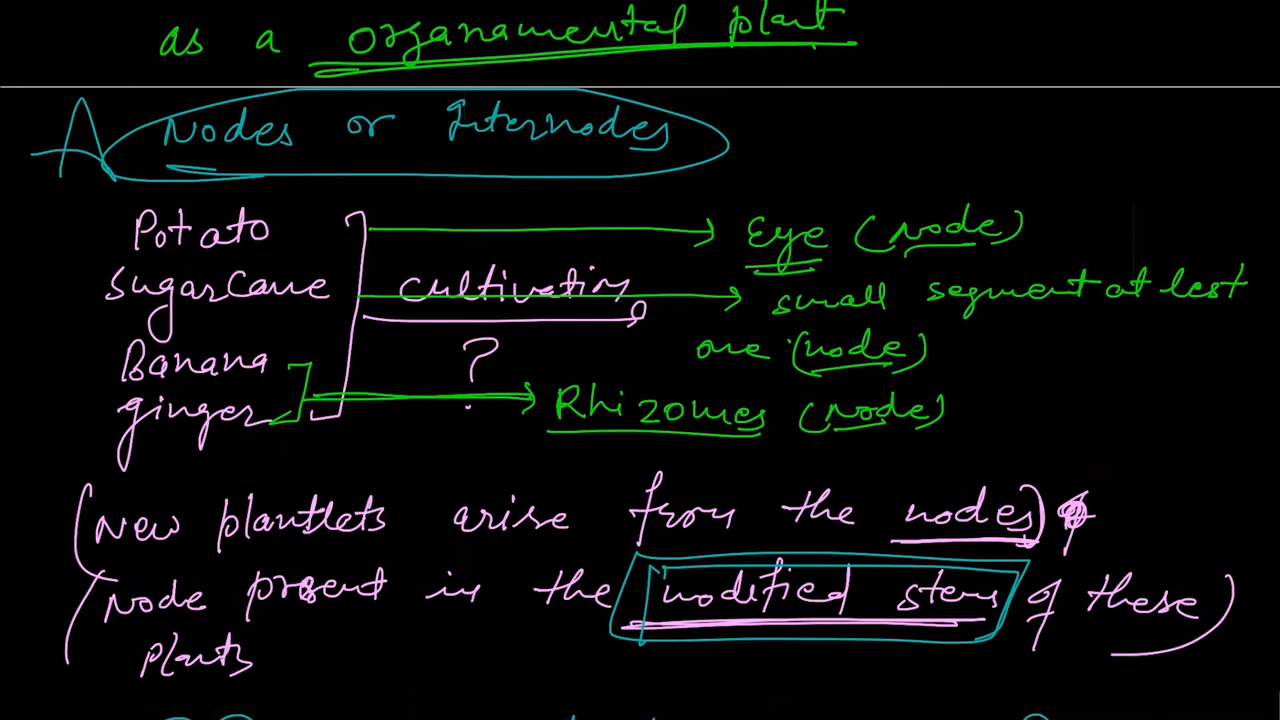 as a organamental plant
A Nodes or Internodes
Potato Eye (Node)
Sugarcane cultivation small segment at lest
one (node)
Banana ?
ginger Rhizomes (Node)
(New plantlets arise from the nodes)
(Node present in the modified stem of these)
plants